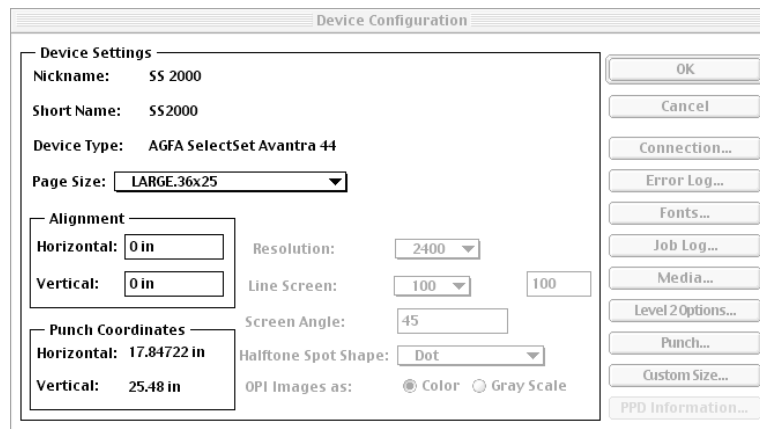 Device Configuration
Device Settings
Nickname: SS 2000
Short Name: SS2000
Device Type: AGFA SelectSet Avantra 44
Page Size: LARGE.36x25
Alignment
Horizontal: 0 in
Vertical: 0 in
Punch Coordinates
Horizontal: 17.84722 in
Vertical: 25.48 in
Resolution: 2400
Line Screen: 100 100
Screen Angle: 45
Halftone Spot Shape: Dot
OPI Images as: Color Gray Scale
OK
Cancel
Connection...
Error Log...
Fonts...
Job Log...
Media...
Level 2 Options...
Punch...
Custom Size...
PPD Information...